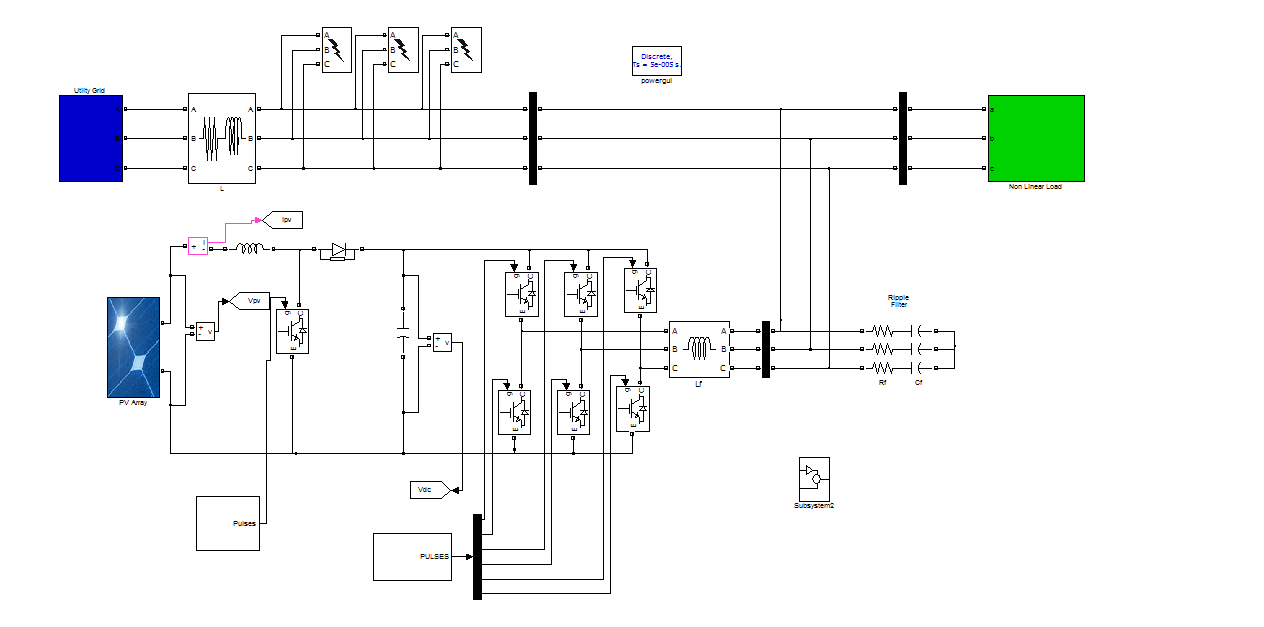 A
B
C
A
B
C
A
B
C
Discrete,
Ts = 5e-005 s.
powergui
Utility Grid
A
B
C
A
B
C
L
a
b
c
Non Linear Load
Ipv
+
i
-
Vpv
+
-
v
g
C
E
PV Array
g
C
E
g
C
E
g
C
E
+
-
v
A
B
C
A
B
C
Lf
Ripple
Filter
Rf
Cf
g
C
E
g
C
E
g
C
E
Vdc
Pulses
PULSES
Subsystem2